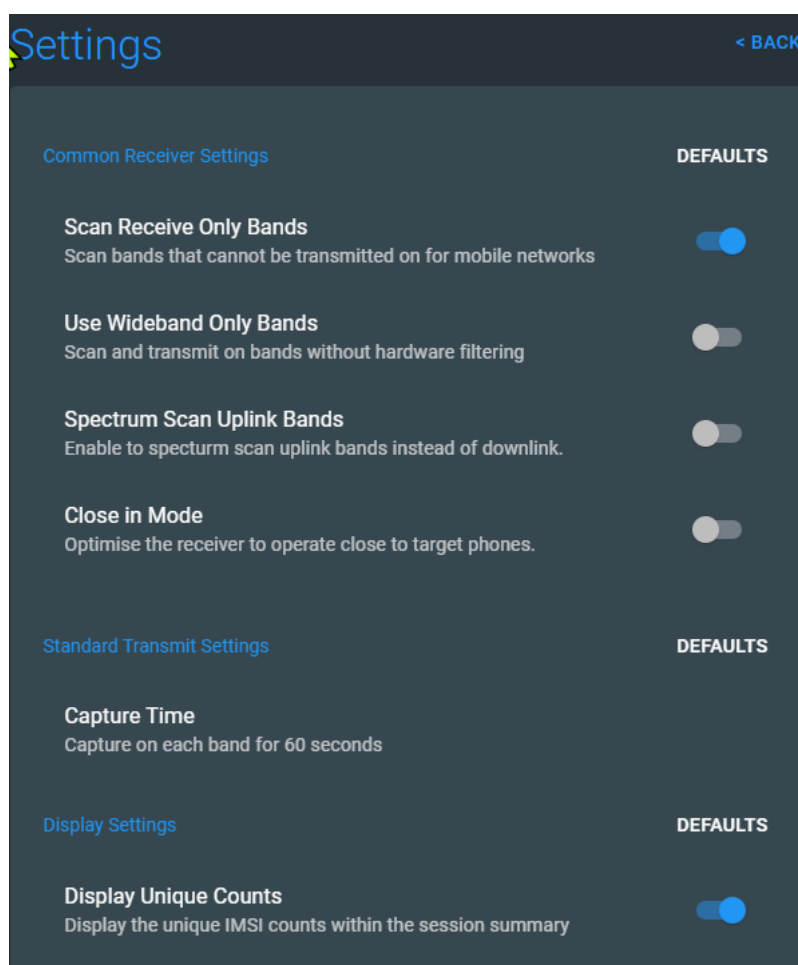 Settings
< BACK
Common Receiver Settings
DEFAULTS
Scan Receive Only Bands
Scan bands that cannot be transmitted on for mobile networks
Use Wideband Only Bands
Scan and transmit on bands without hardware filtering
Spectrum Scan Uplink Bands
Enable to specturm scan uplink bands instead of downlink.
Close in Mode
Optimise the receiver to operate close to target phones.
Standard Transmit Settings
DEFAULTS
Capture Time
Capture on each band for 60 seconds
Display Settings
DEFAULTS
Display Unique Counts
Display the unique IMSI counts within the session summary